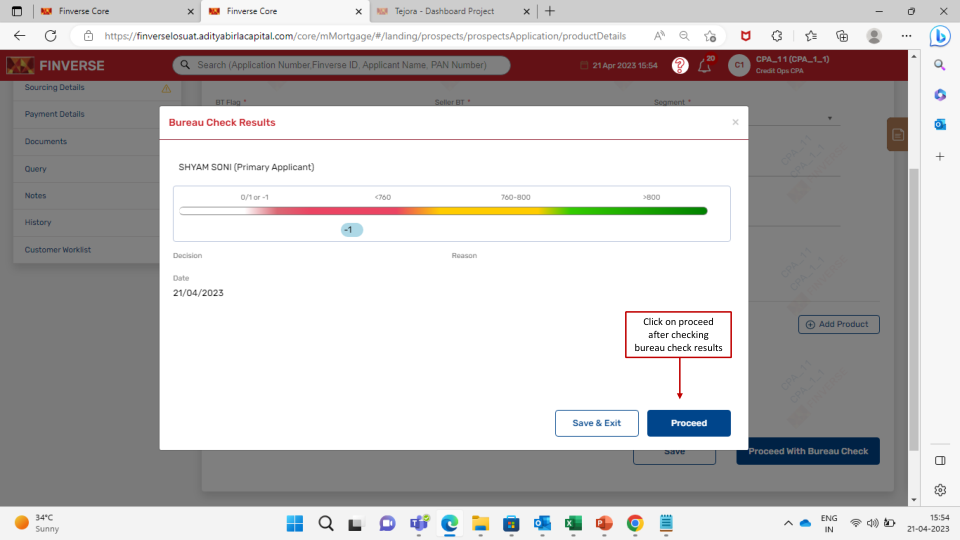 Finverse Core
Finverse Core
Tejora - Dashboard Project
https://finverselosuat.adityabirlacapital.com/core/mMortgage/#/landing/prospects/prospectsApplication/productDetails
FINVERSE
Search (Application Number,Finverse ID, Applicant Name, PAN Number)
21 Apr 2023 15:54
?
20
C1
CPA_1 1 (CPA_1_1)
Credit Ops CPA
Sourcing Details
Payment Details
Documents
Query
Notes
History
Customer Worklist
BT Flag *
Seller BT *
Segment *
Bureau Check Results
SHYAM SONI (Primary Applicant)
0/1 or -1
<760
760-800
>800
-1
Decision
Reason
Date
21/04/2023
Click on proceed
after checking
bureau check results
Add Product
Save & Exit
Proceed
Save
Proceed With Bureau Check
34°C
Sunny
ENG
IN
15:54
21-04-2023